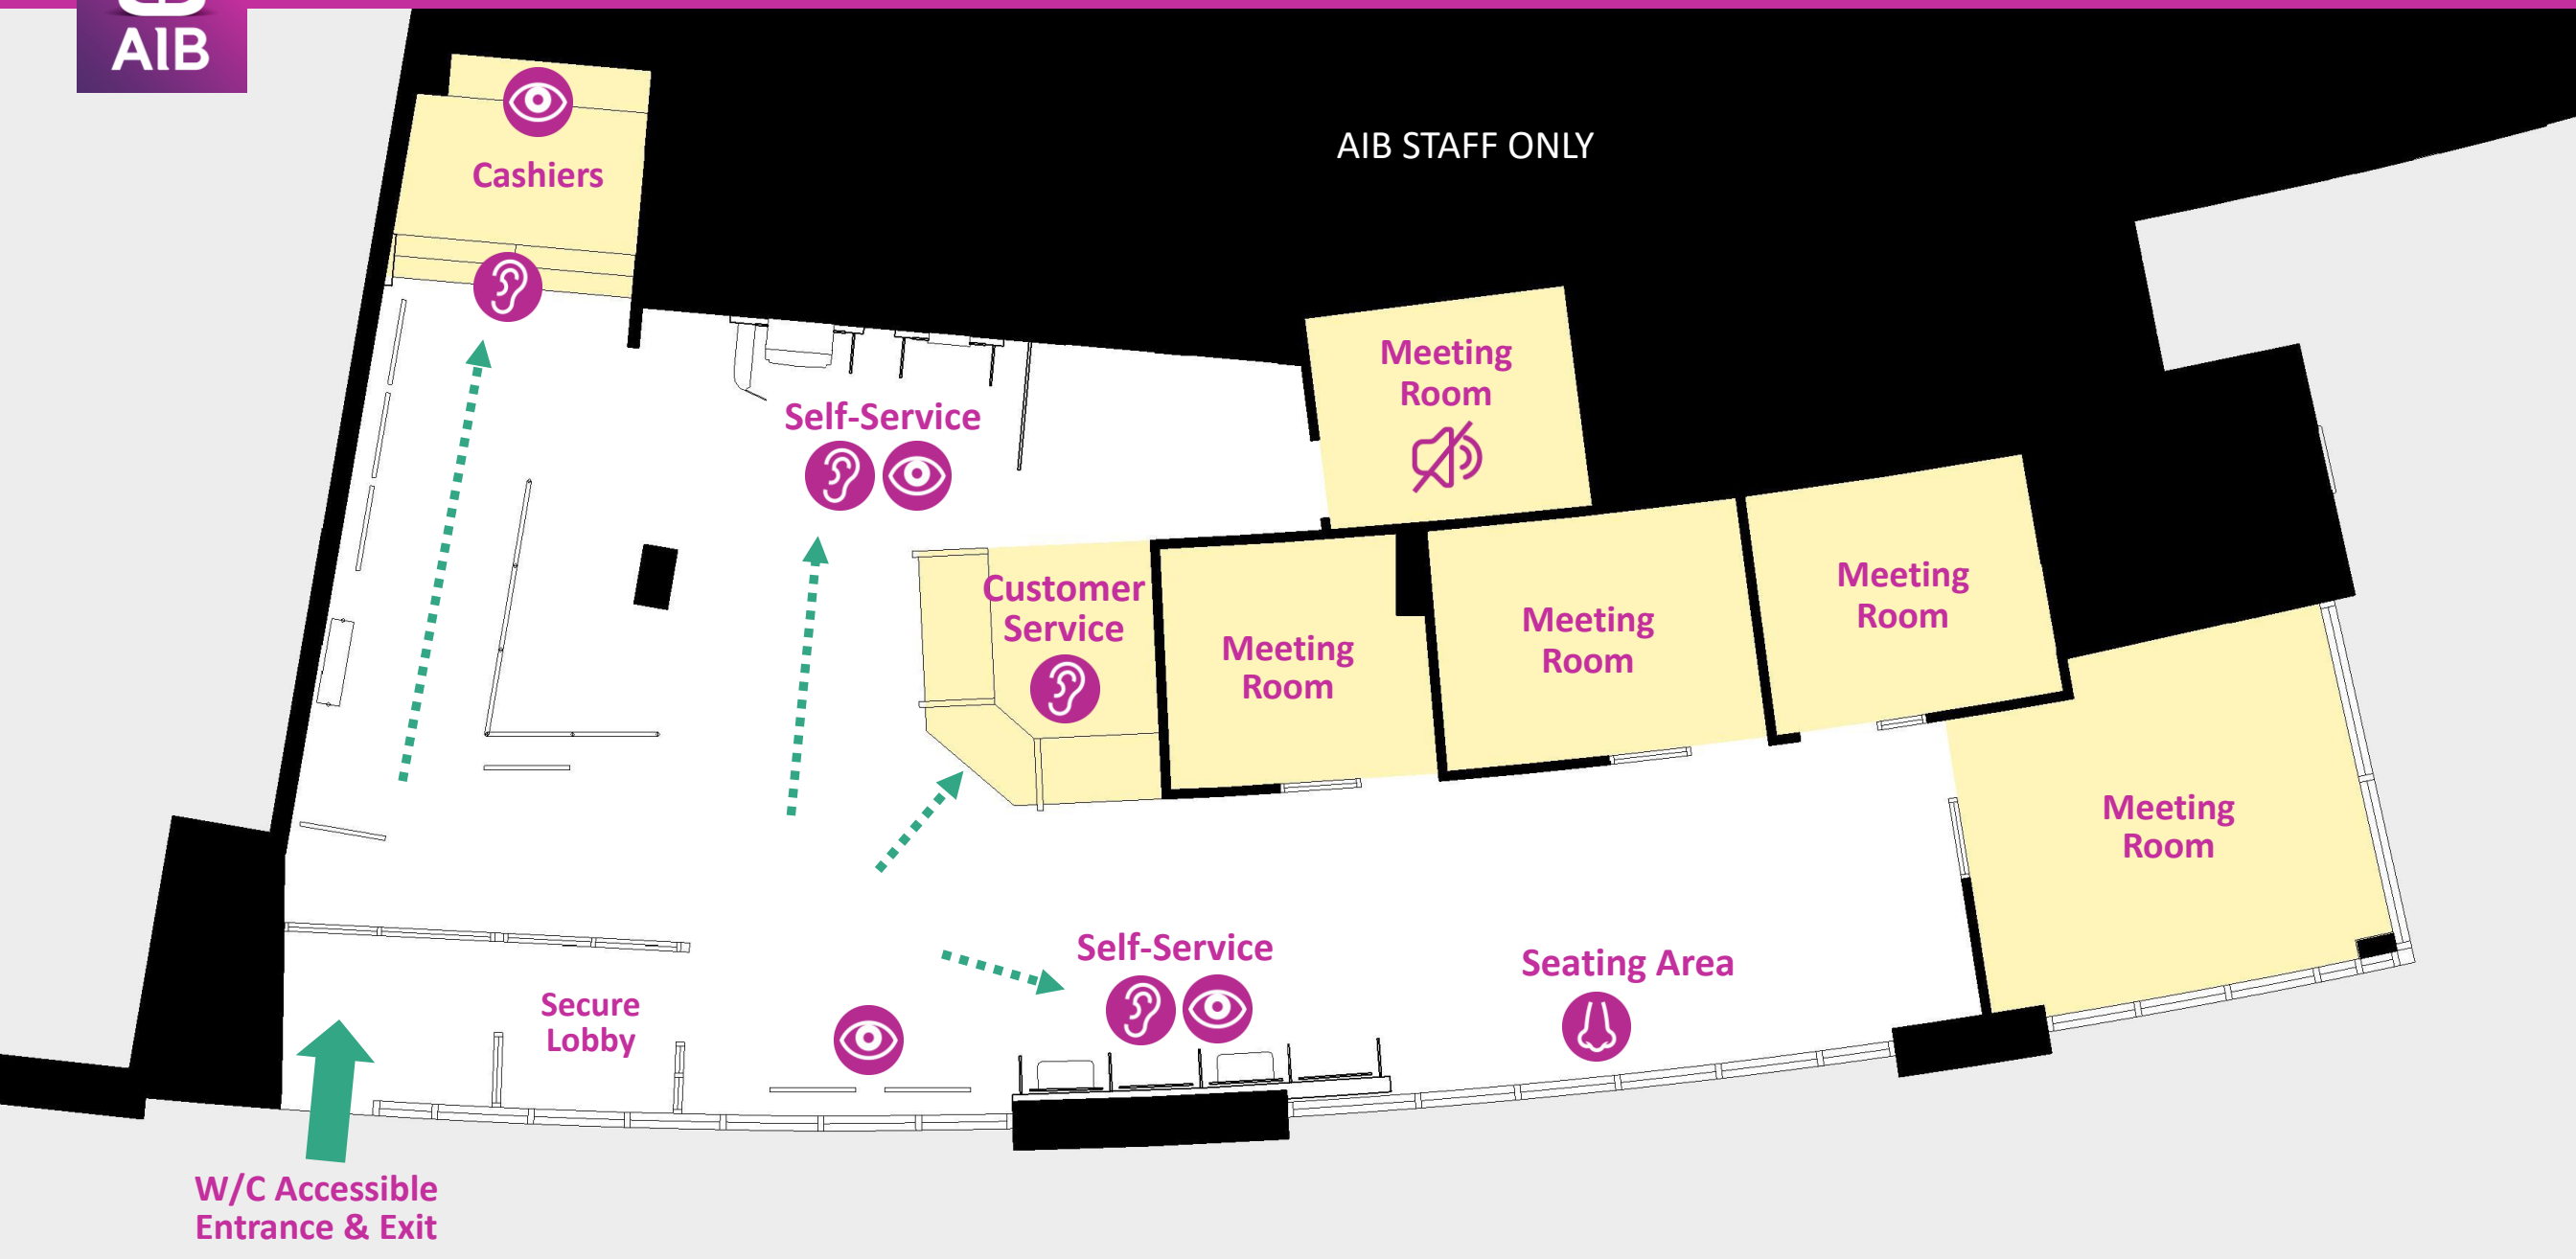 AIB
AIB STAFF ONLY
Cashiers
Meeting
Room
Self-Service
Customer
Service
Meeting
Room
Meeting
Room
Meeting
Room
Meeting
Room
Self-Service
Seating Area
Secure
Lobby
W/C Accessible
Entrance & Exit